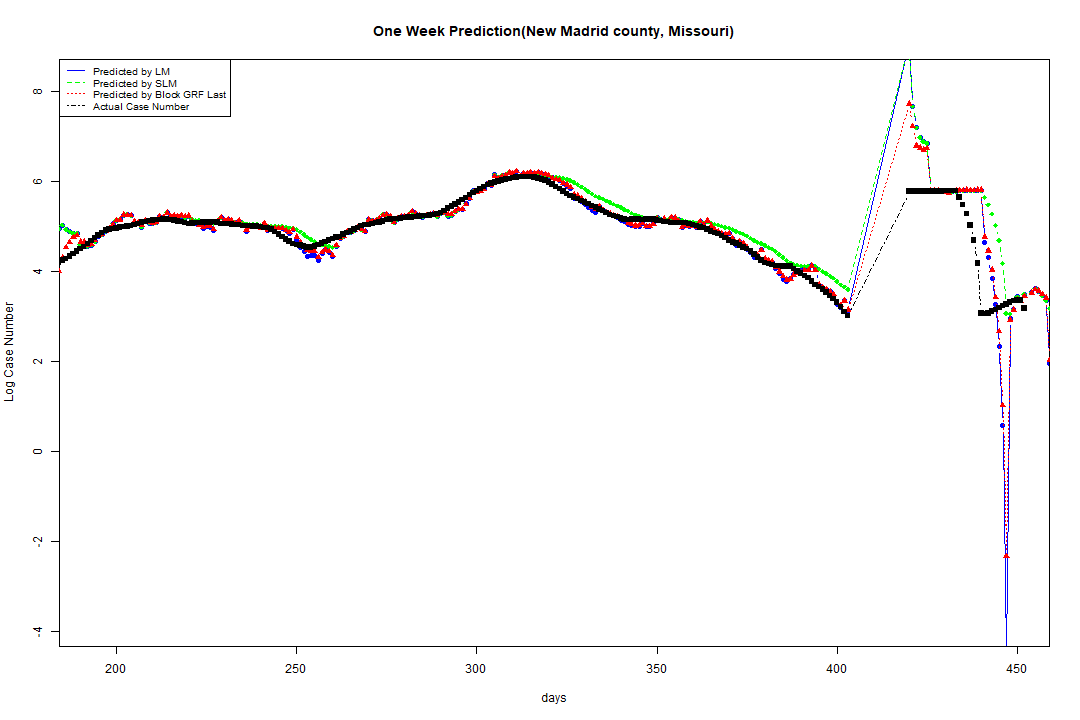 One Week Prediction(New Madrid county, Missouri)
Predicted by LM
Predicted by SLM
Predicted by Block GRF Last
Actual Case Number
8
6
4
2
0
-2
-4
Log Case Number
200 250 300 350 400 450
days